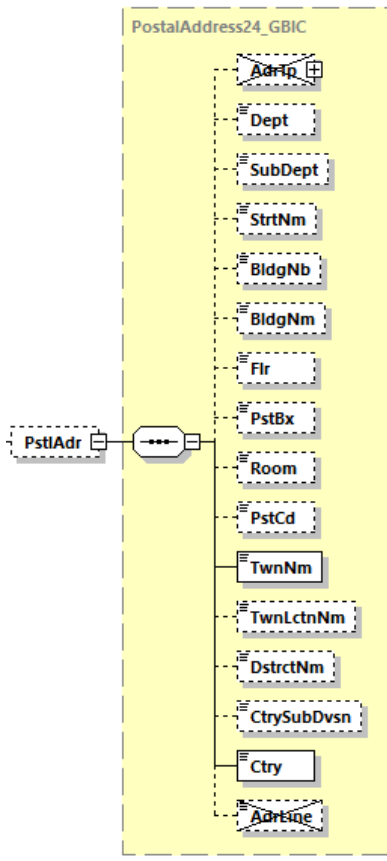 PostalAddress24_GBIC
AdrTp
Dept
SubDept
StrtNm
BldgNb
BldgNm
Flr
PstBx
Room
PstCd
PstlAdr
TwnNm
TwnLctnNm
DstrctNm
CtrySubDvsn
Ctry
AdrLine